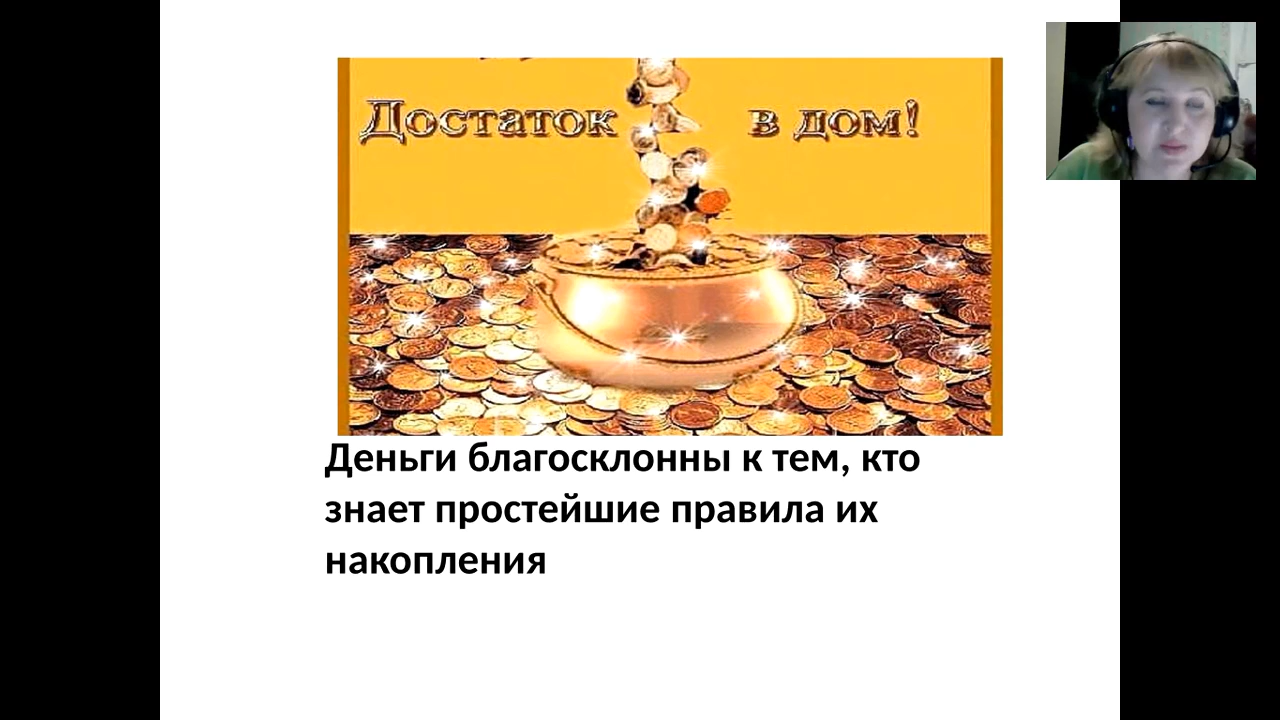 Достаток в дом!
Деньги благосклонны к тем, кто
знает простейшие правила их
накопления